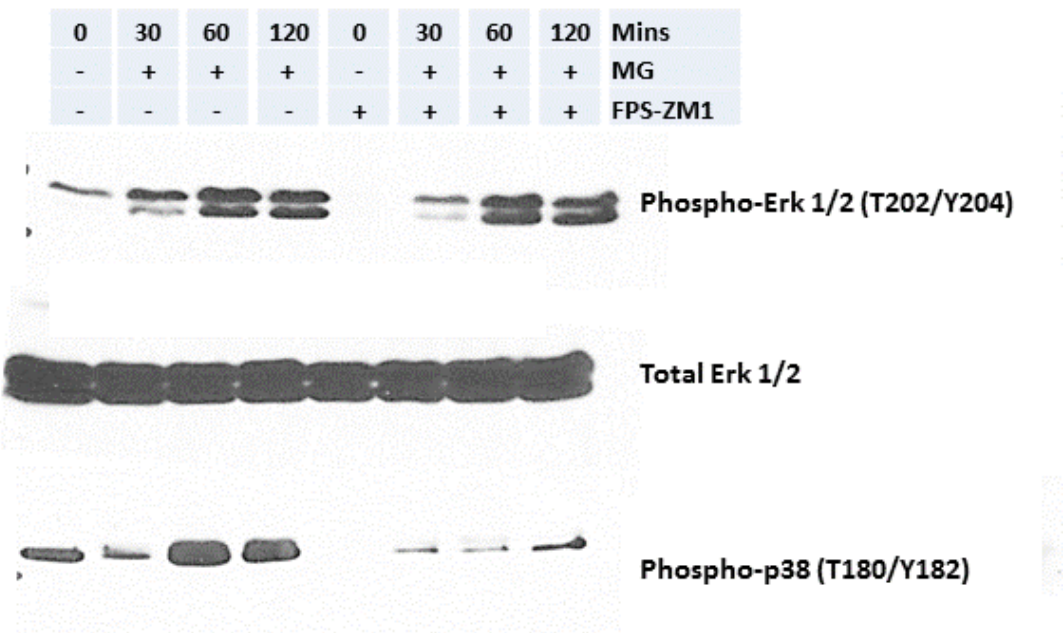 0 30 60 120 0 30 60 120 Mins
- + + + - + + + MG
- - - - + + + + FPS-ZM1
Phospho-Erk 1/2 (T202/Y204)
Total Erk 1/2
Phospho-p38 (T180/Y182)